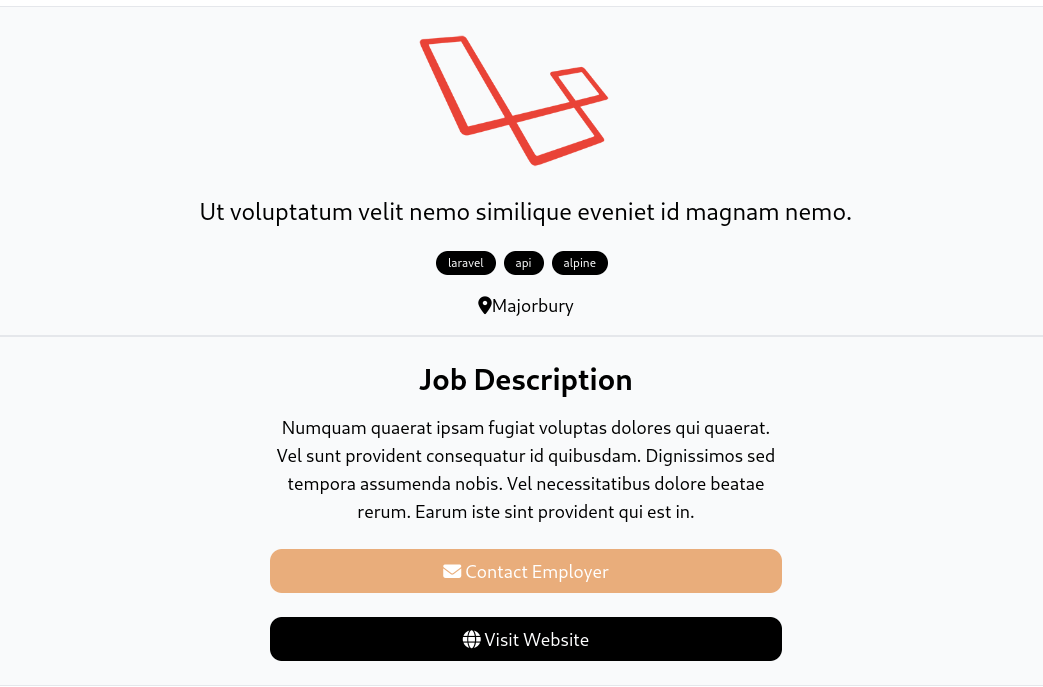 Ut voluptatum velit nemo similique eveniet id magnam nemo.
laravel api alpine
Majorbury
Job Description
Numquam quaerat ipsam fugiat voluptas dolores qui quaerat.
Vel sunt provident consequatur id quibusdam. Dignissimos sed
tempora assumenda nobis. Vel necessitatibus dolore beatae
rerum. Earum iste sint provident qui est in.
Contact Employer
Visit Website